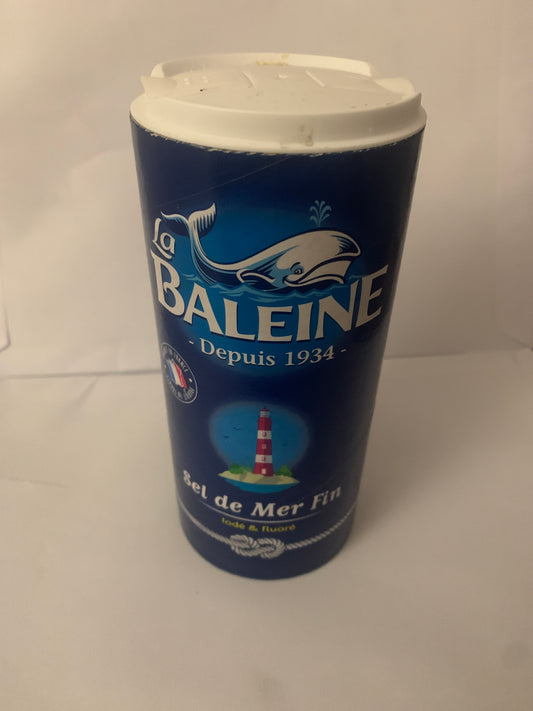 La
BALEINE
- Depuis 1934 -
Sel de Mer Fin
Iodé & fluoré